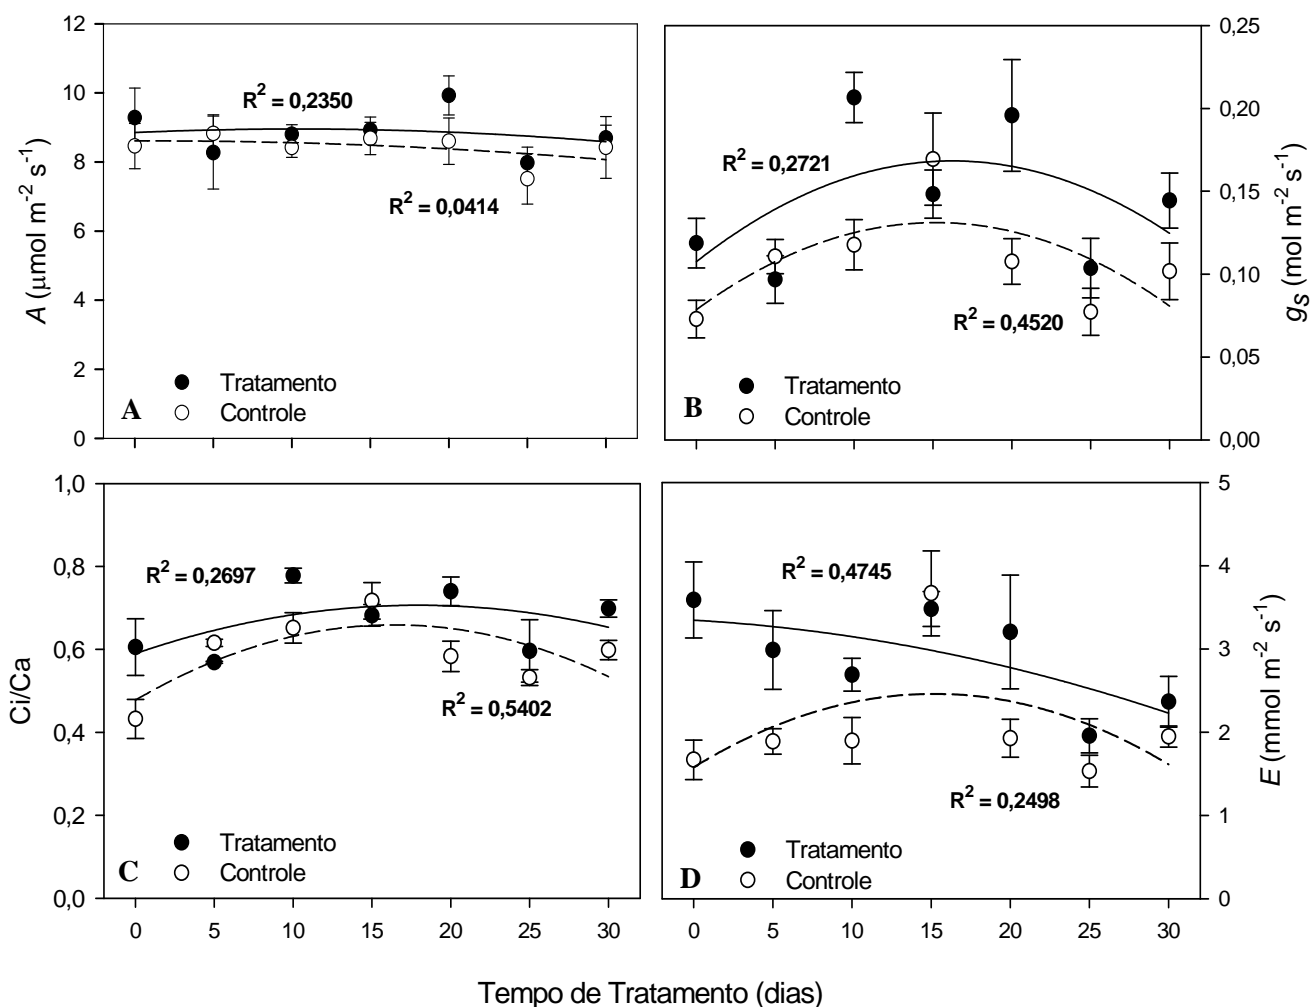 12
10
8
6
4
2
0
A (μmol m⁻² s⁻¹)
R² = 0,2350
R² = 0,0414
Tratamento
Controle
A
0,25
0,20
0,15
0,10
0,05
0,00
gs (mol m⁻² s⁻¹)
R² = 0,2721
R² = 0,4520
Tratamento
Controle
B
1,0
0,8
0,6
0,4
0,2
0,0
Ci/Ca
R² = 0,2697
R² = 0,5402
Tratamento
Controle
C
0 5 10 15 20 25 30
5
4
3
2
1
0
E (mmol m⁻² s⁻¹)
R² = 0,4745
R² = 0,2498
Tratamento
Controle
D
0 5 10 15 20 25 30
Tempo de Tratamento (dias)